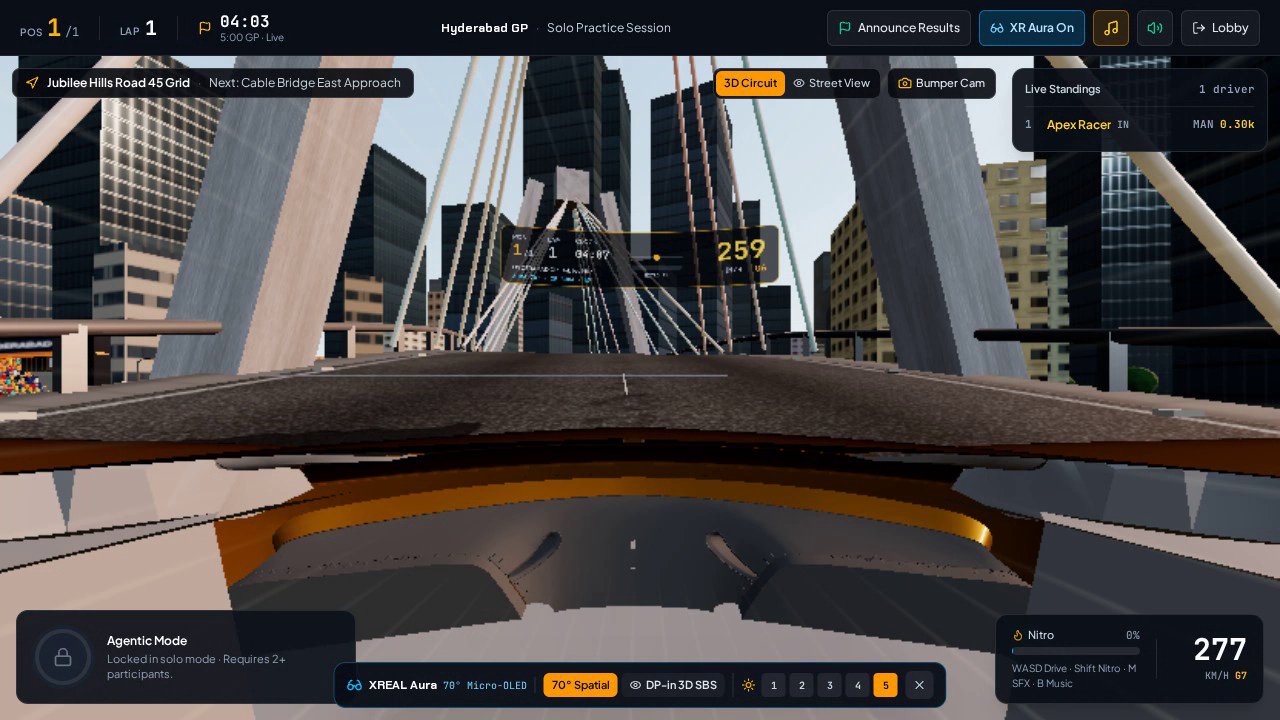 POS 1 /1
LAP 1
04:03
5:00 GP · Live
Hyderabad GP · Solo Practice Session
Announce Results
XR Aura On
Lobby
Jubilee Hills Road 45 Grid · Next: Cable Bridge East Approach
3D Circuit
Street View
Bumper Cam
Live Standings 1 driver
1 Apex Racer IN MAN 0.30k
1 1 04:07
259
Agentic Mode
Locked in solo mode · Requires 2+
participants.
XREAL Aura 70° Micro-OLED
70° Spatial
DP-in 3D SBS
1 2 3 4 5
Nitro 0%
WASD Drive · Shift Nitro · M
SFX · B Music
277
KM/H G7